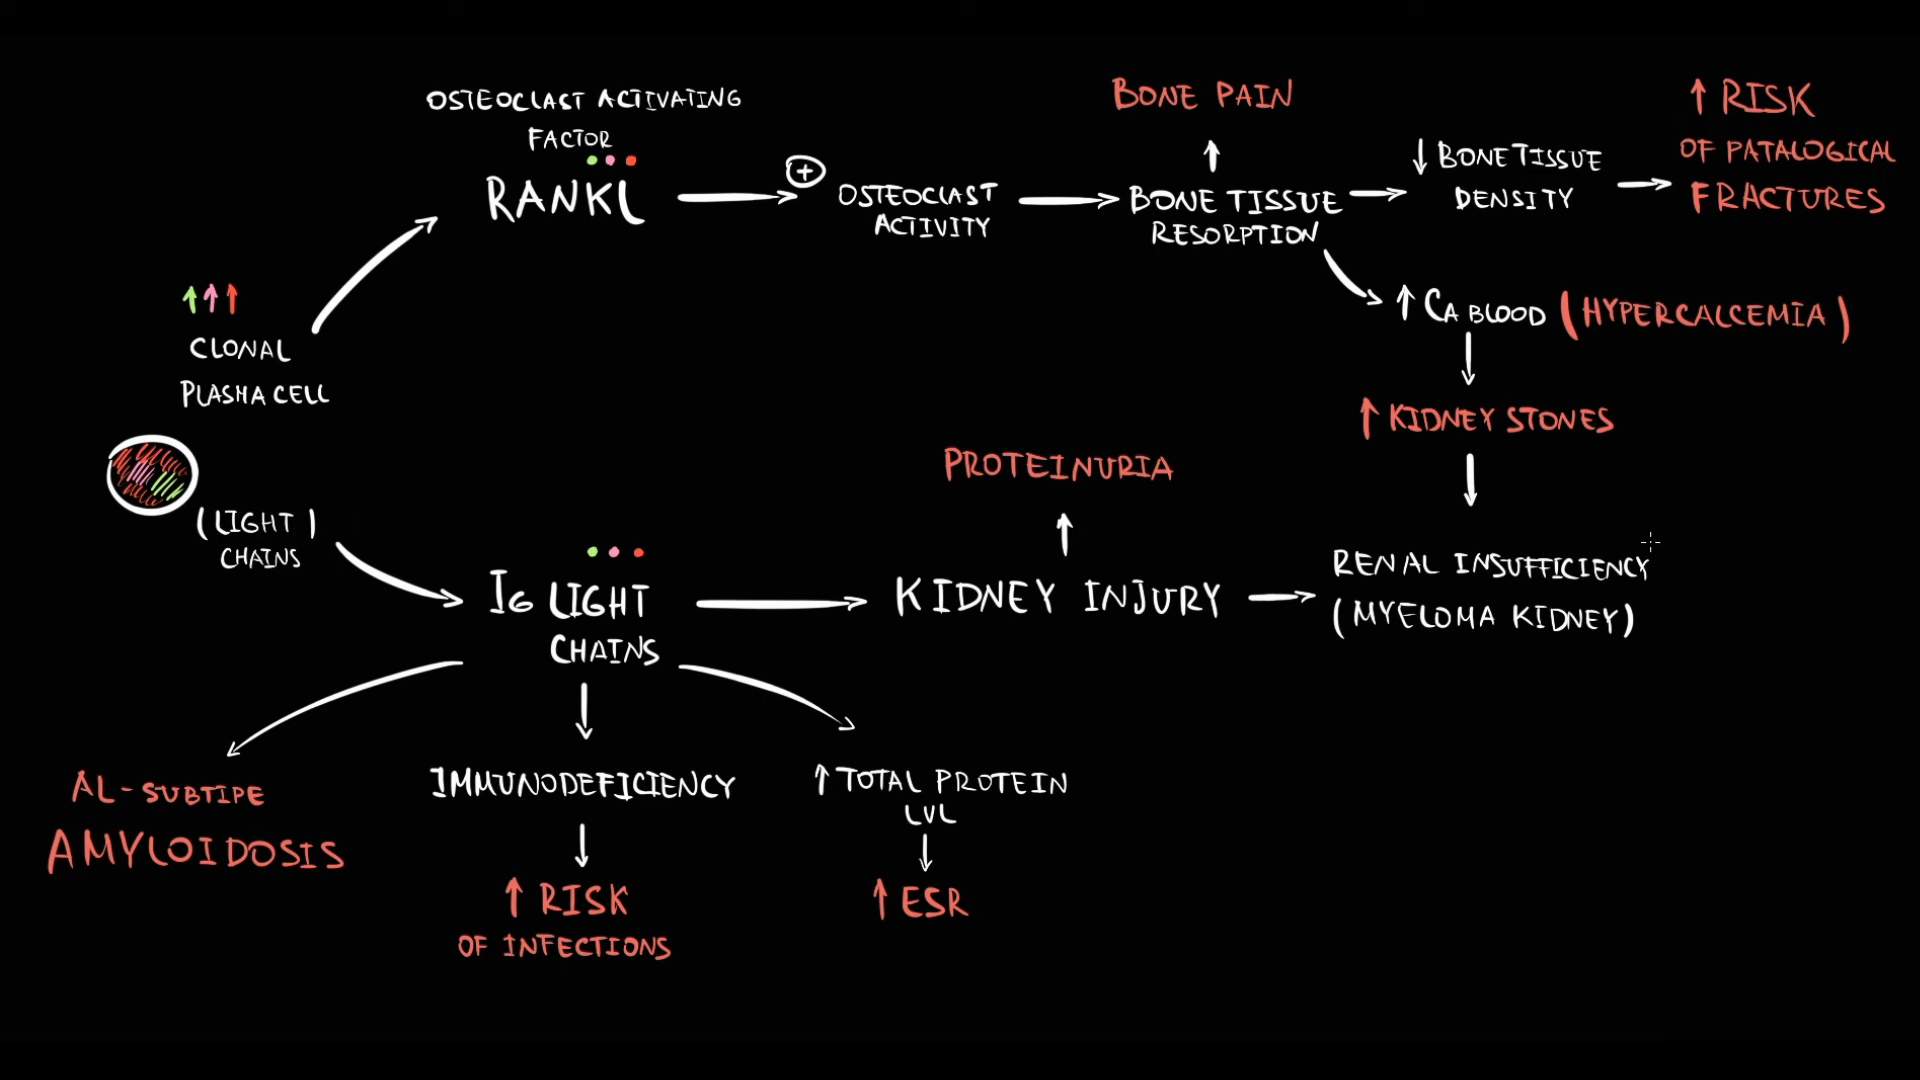 OSTEOCLAST ACTIVATING
FACTOR
RANKL
+
OSTEOCLAST
ACTIVITY
BONE PAIN
↑
BONE TISSUE
RESORPTION
↓ BONE TISSUE
DENSITY
↑ RISK
OF PATALOGICAL
FRACTURES
↑ CA BLOOD (HYPERCALCEMIA)
↑ KIDNEY STONES
↑↑↑
CLONAL
PLASMA CELL
(LIGHT)
CHAINS
IG LIGHT
CHAINS
PROTEINURIA
KIDNEY INJURY
RENAL INSUFFICIENCY
(MYELOMA KIDNEY)
AL-SUBTIPE
AMYLOIDOSIS
IMMUNODEFICIENCY
↑ RISK
OF INFECTIONS
↑ TOTAL PROTEIN
LVL
↑ ESR